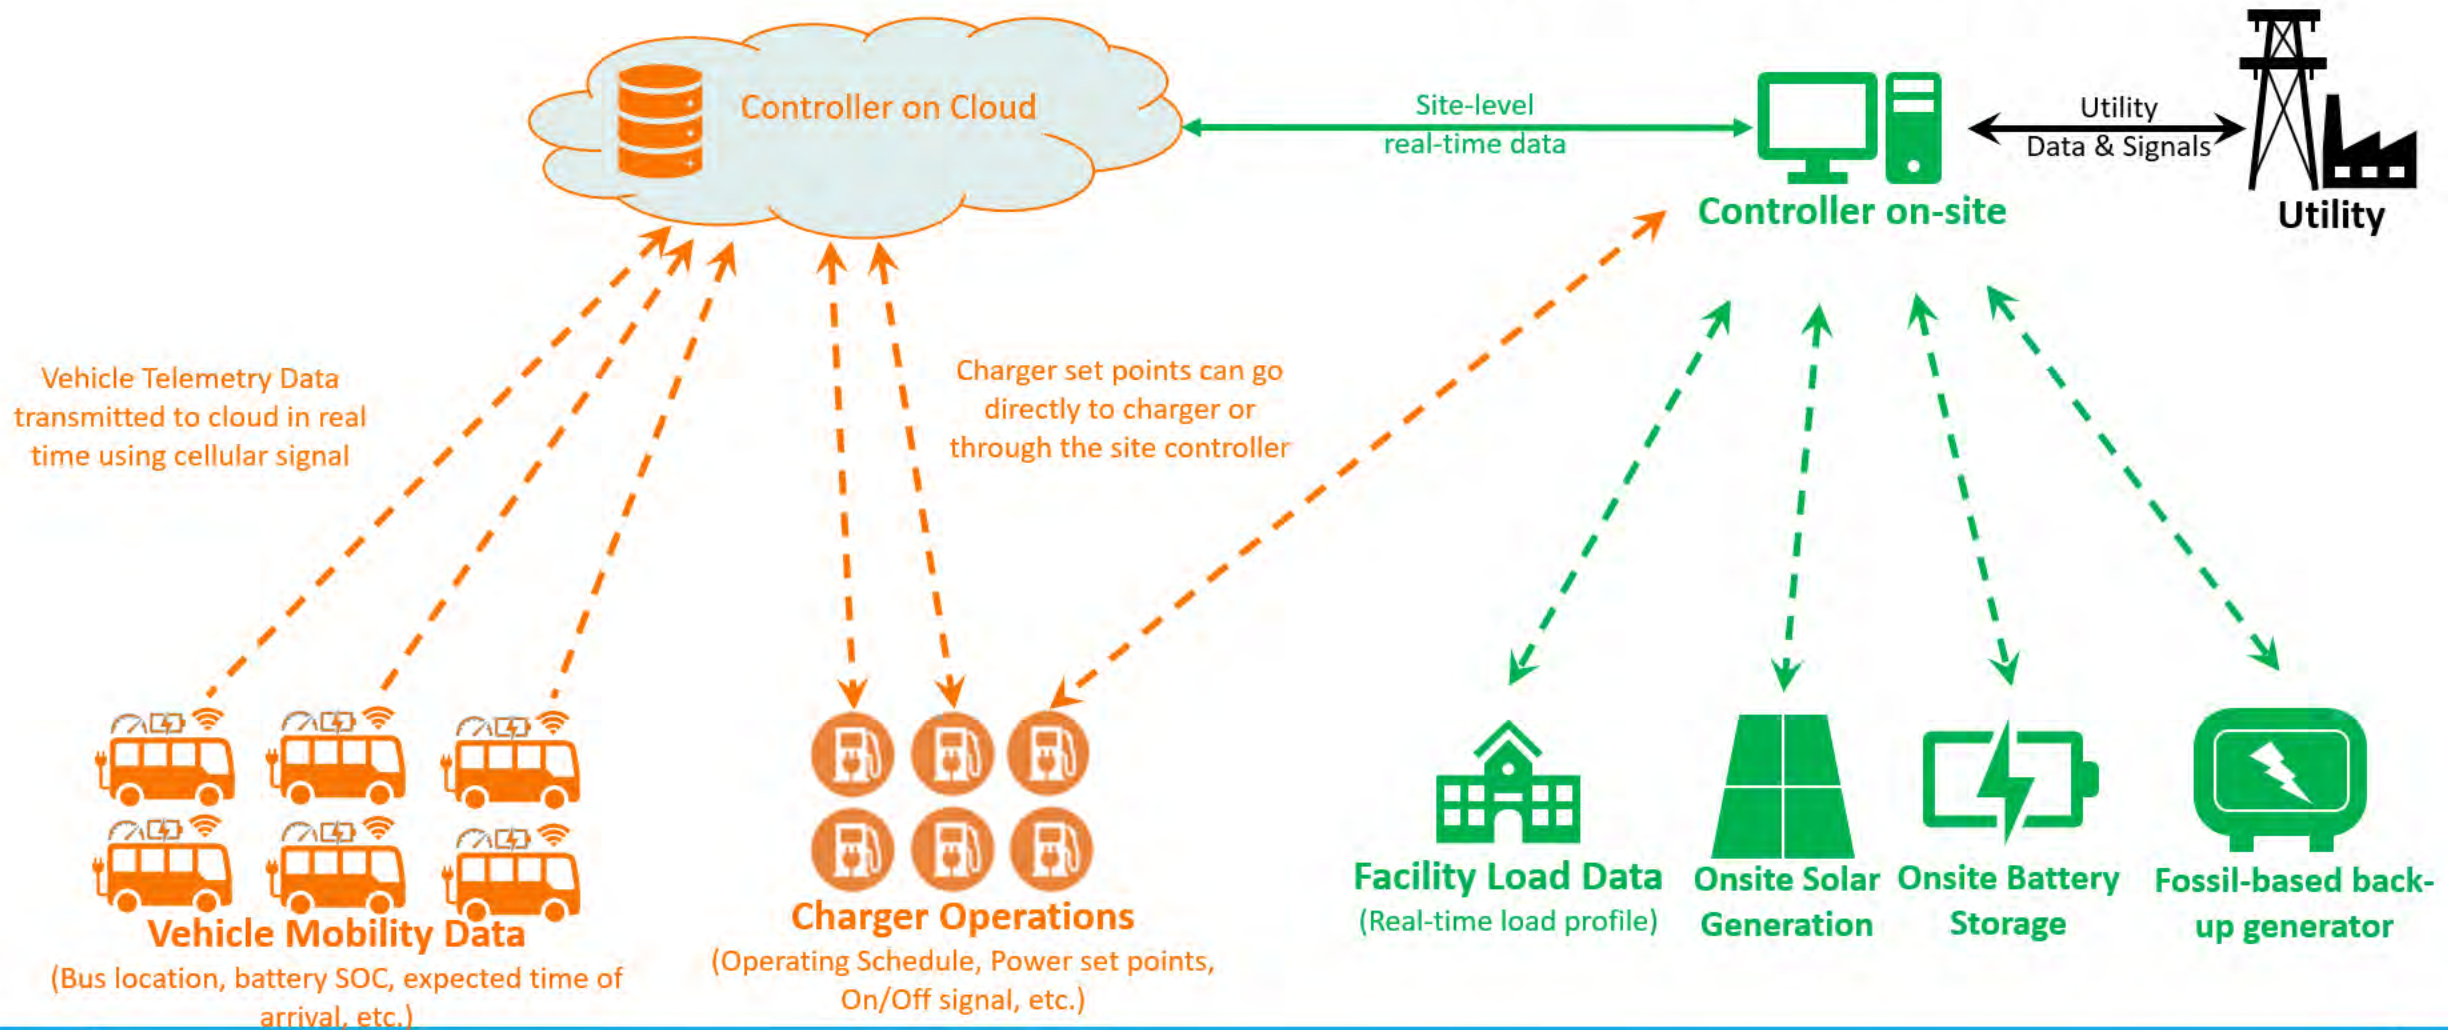 Controller on Cloud
Site-level
real-time data
Controller on-site
Utility
Data & Signals
Utility
Vehicle Telemetry Data
transmitted to cloud in real
time using cellular signal
Charger set points can go
directly to charger or
through the site controller
Vehicle Mobility Data
(Bus location, battery SOC, expected time of
arrival, etc.)
Charger Operations
(Operating Schedule, Power set points,
On/Off signal, etc.)
Facility Load Data
(Real-time load profile)
Onsite Solar
Generation
Onsite Battery
Storage
Fossil-based back-
up generator